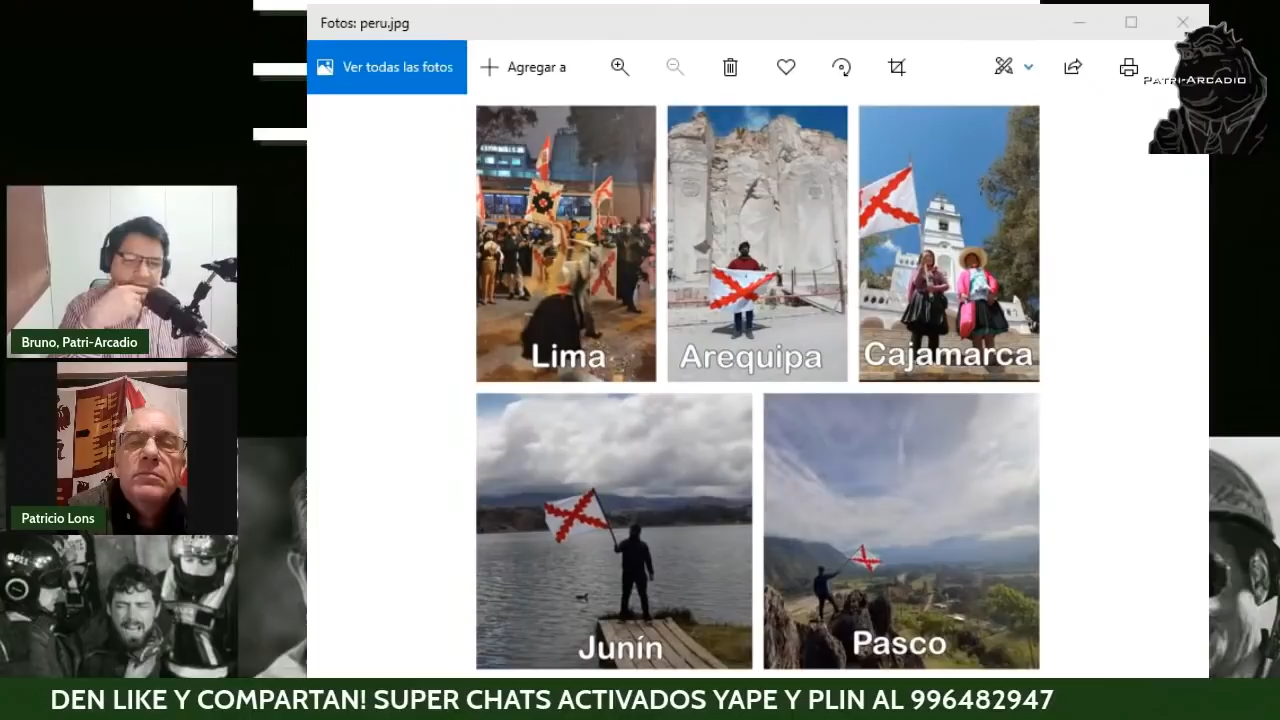 Fotos: peru.jpg
Ver todas las fotos
Agregar a
PATRI-ARCADIO
Lima
Arequipa
Cajamarca
Bruno, Patri-Arcadio
Patricio Lons
Junín
Pasco
DEN LIKE Y COMPARTAN! SUPER CHATS ACTIVADOS YAPE Y PLIN AL 996482947